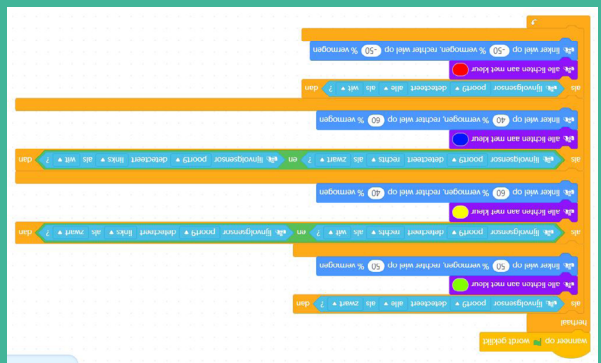 wanneer op wordt geklikt
herhaal
als lijnvolgsensor poort9 detecteert alle als zwart ? dan
alle lichten aan met kleur
linker wiel op 50 % vermogen, rechter wiel op 50 % vermogen
als lijnvolgsensor poort9 detecteert rechts als wit ? en lijnvolgsensor poort9 detecteert links als zwart ? dan
alle lichten aan met kleur
linker wiel op 60 % vermogen, rechter wiel op 40 % vermogen
als lijnvolgsensor poort9 detecteert rechts als zwart ? en lijnvolgsensor poort9 detecteert links als wit ? dan
alle lichten aan met kleur
linker wiel op 40 % vermogen, rechter wiel op 60 % vermogen
als lijnvolgsensor poort9 detecteert alle als wit ? dan
alle lichten aan met kleur
linker wiel op -50 % vermogen, rechter wiel op -50 % vermogen